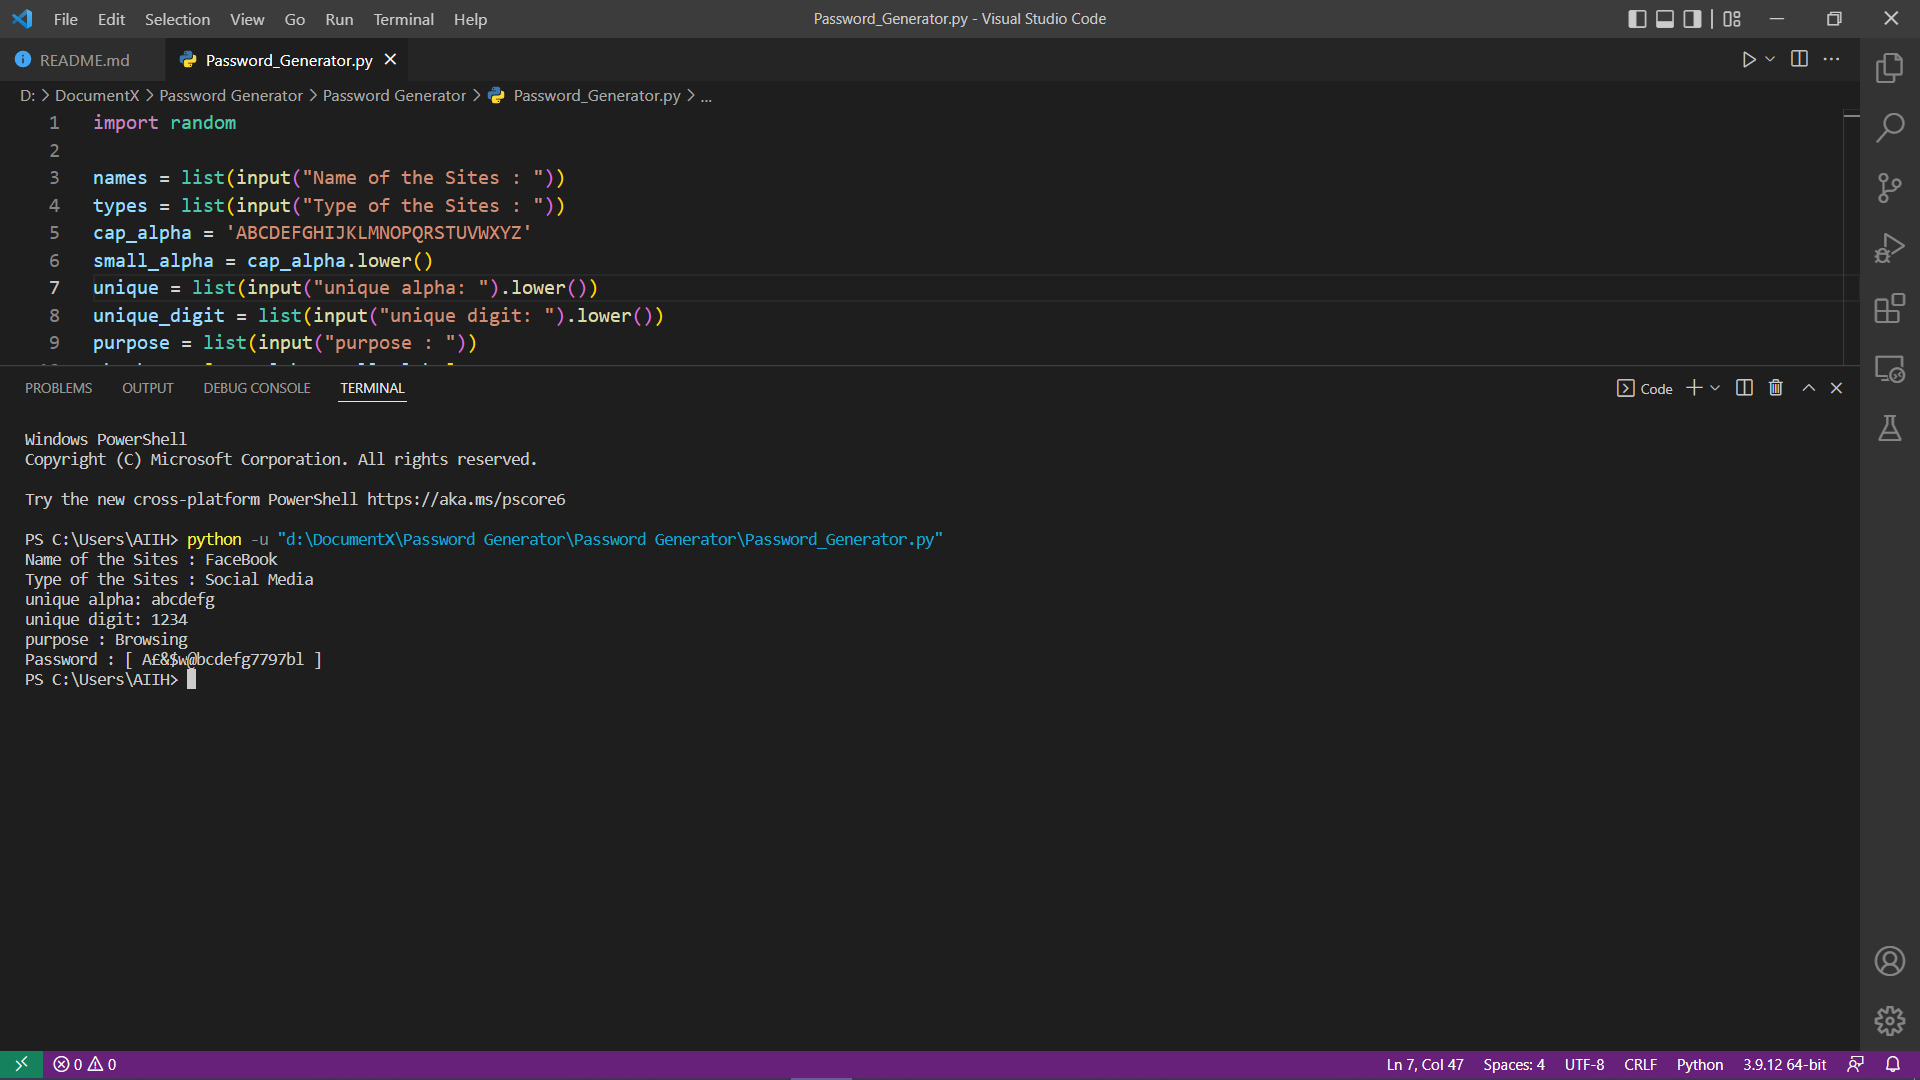 File Edit Selection View Go Run Terminal Help Password_Generator.py - Visual Studio Code
README.md Password_Generator.py
D: > DocumentX > Password Generator > Password Generator > Password_Generator.py > ...
1 import random
2
3 names = list(input("Name of the Sites : "))
4 types = list(input("Type of the Sites : "))
5 cap_alpha = 'ABCDEFGHIJKLMNOPQRSTUVWXYZ'
6 small_alpha = cap_alpha.lower()
7 unique = list(input("unique alpha: ").lower())
8 unique_digit = list(input("unique digit: ").lower())
9 purpose = list(input("purpose : "))
PROBLEMS OUTPUT DEBUG CONSOLE TERMINAL Code
Windows PowerShell
Copyright (C) Microsoft Corporation. All rights reserved.
Try the new cross-platform PowerShell https://aka.ms/pscore6
PS C:\Users\AIIH> python -u "d:\DocumentX\Password Generator\Password Generator\Password_Generator.py"
Name of the Sites : FaceBook
Type of the Sites : Social Media
unique alpha: abcdefg
unique digit: 1234
purpose : Browsing
Password : [ A£&$w@bcdefg7797bl ]
PS C:\Users\AIIH>
0 0 Ln 7, Col 47 Spaces: 4 UTF-8 CRLF Python 3.9.12 64-bit